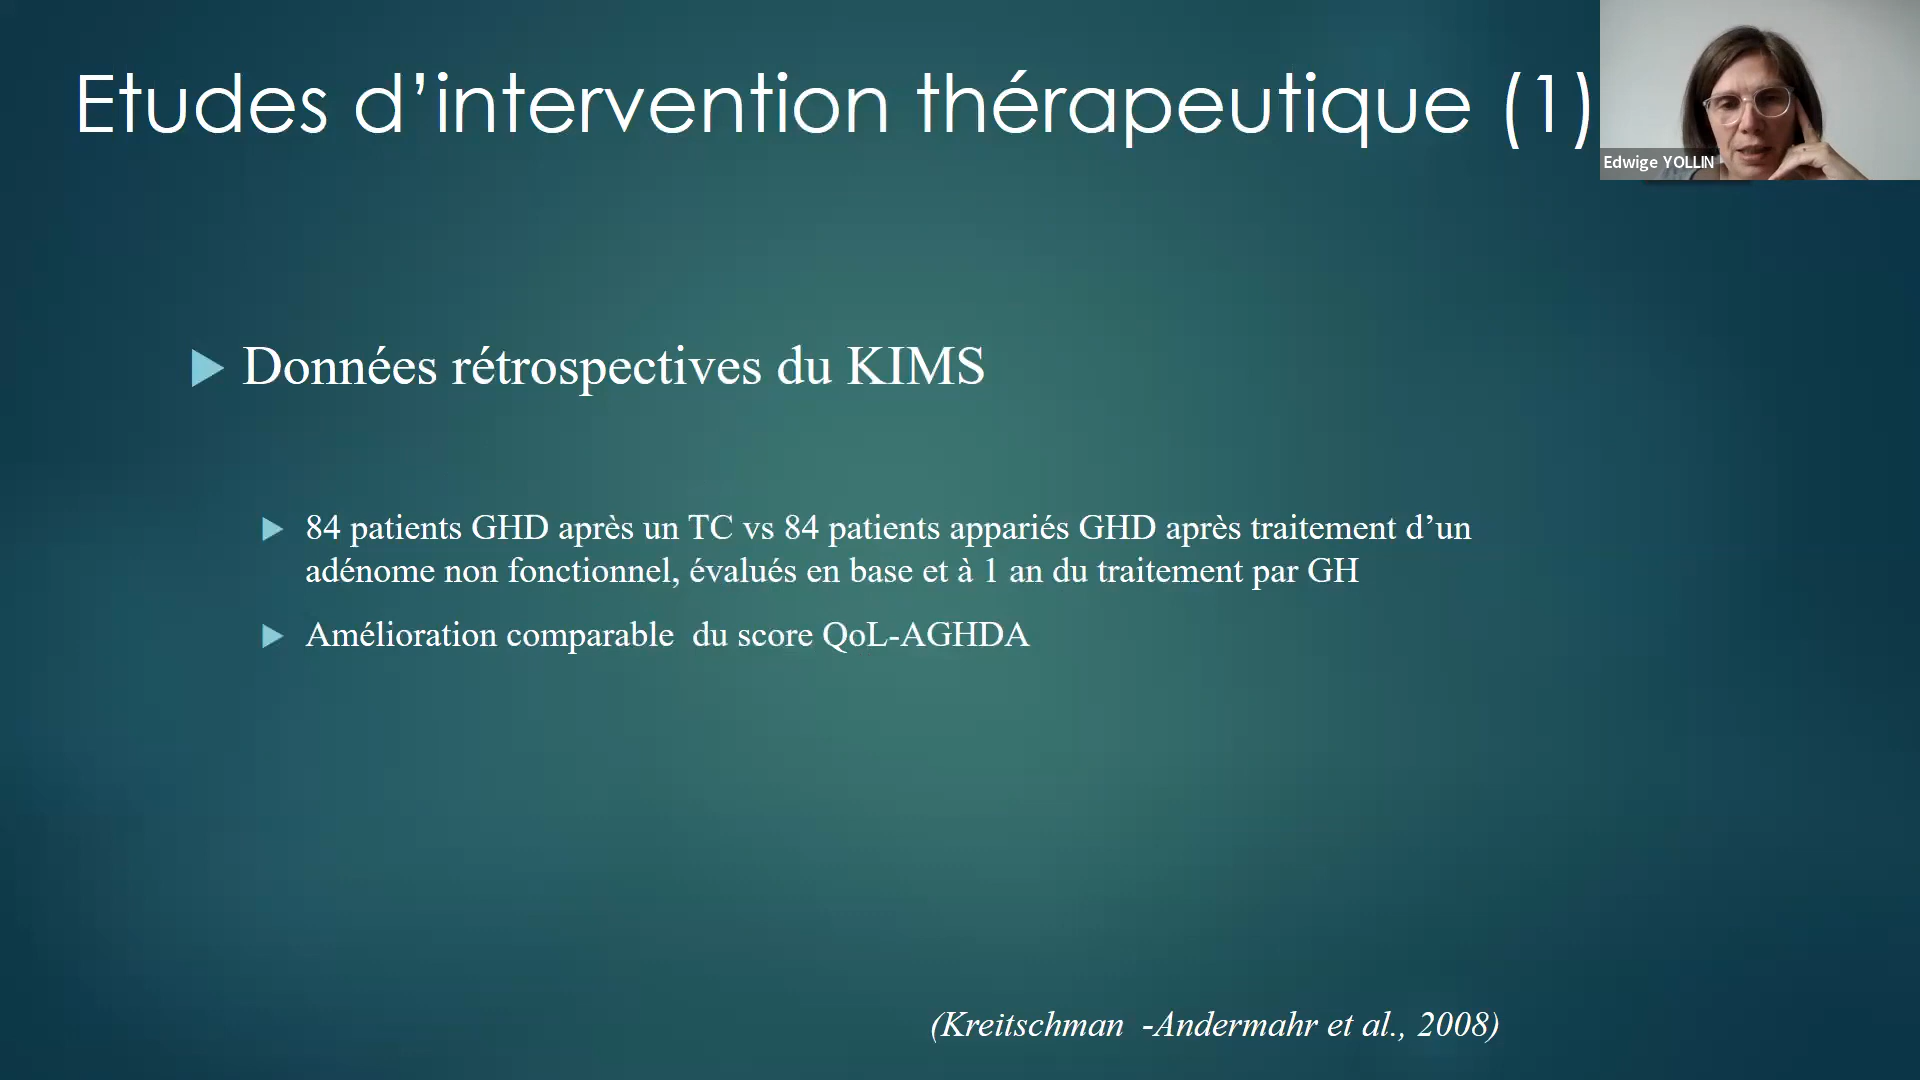 Etudes d’intervention thérapeutique (1)
Edwige YOLLIN
Données rétrospectives du KIMS
84 patients GHD après un TC vs 84 patients appariés GHD après traitement d’un
adénome non fonctionnel, évalués en base et à 1 an du traitement par GH
Amélioration comparable  du score QoL-AGHDA
(Kreitschman  -Andermahr et al., 2008)